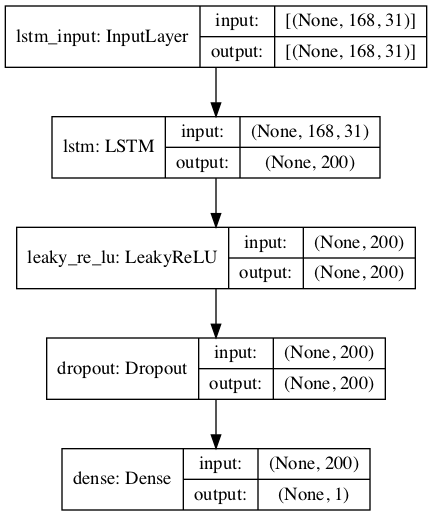 lstm_input: InputLayer
input:
[(None, 168, 31)]
output:
[(None, 168, 31)]
lstm: LSTM
input:
(None, 168, 31)
output:
(None, 200)
leaky_re_lu: LeakyReLU
input:
(None, 200)
output:
(None, 200)
dropout: Dropout
input:
(None, 200)
output:
(None, 200)
dense: Dense
input:
(None, 200)
output:
(None, 1)